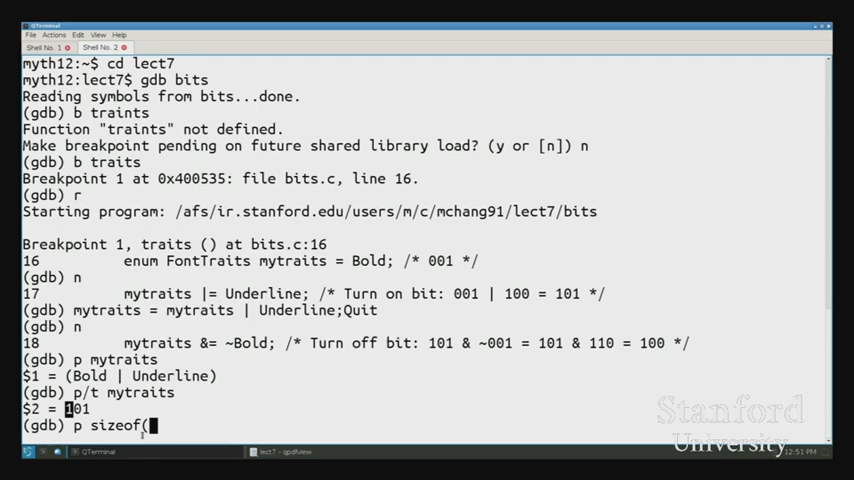 QTerminal
File Actions Edit View Help
Shell No. 1 Shell No. 2
myth12:~$ cd lect7
myth12:lect7$ gdb bits
Reading symbols from bits...done.
(gdb) b traints
Function "traints" not defined.
Make breakpoint pending on future shared library load? (y or [n]) n
(gdb) b traits
Breakpoint 1 at 0x400535: file bits.c, line 16.
(gdb) r
Starting program: /afs/ir.stanford.edu/users/m/c/mchang91/lect7/bits
Breakpoint 1, traits () at bits.c:16
16 enum FontTraits mytraits = Bold; /* 001 */
(gdb) n
17 mytraits |= Underline; /* Turn on bit: 001 | 100 = 101 */
(gdb) mytraits = mytraits | Underline;Quit
(gdb) n
18 mytraits &= ~Bold; /* Turn off bit: 101 & ~001 = 101 & 110 = 100 */
(gdb) p mytraits
$1 = (Bold | Underline)
(gdb) p/t mytraits
$2 = 101
(gdb) p sizeof(
Stanford
University
QTerminal lect7 - qpdfview 12:51 PM